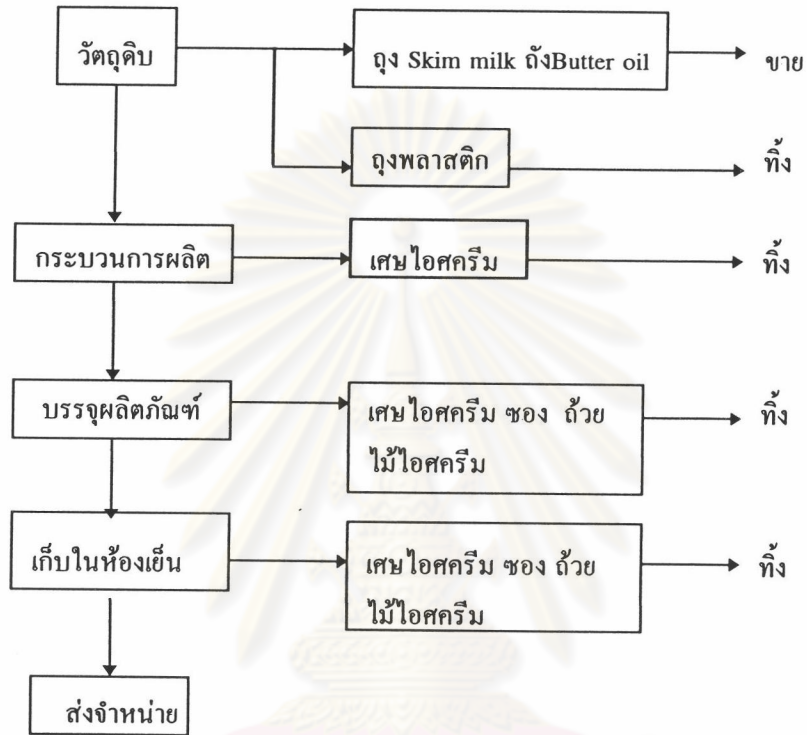 วัตถุดิบ
ถุง Skim milk ถังButter oil
ขาย
ถุงพลาสติก
ทิ้ง
กระบวนการผลิต
เศษไอศครีม
ทิ้ง
บรรจุผลิตภัณฑ์
เศษไอศครีม ซอง ถ้วย
ไม้ไอศครีม
ทิ้ง
เก็บในห้องเย็น
เศษไอศครีม ซอง ถ้วย
ไม้ไอศครีม
ทิ้ง
ส่งจำหน่าย